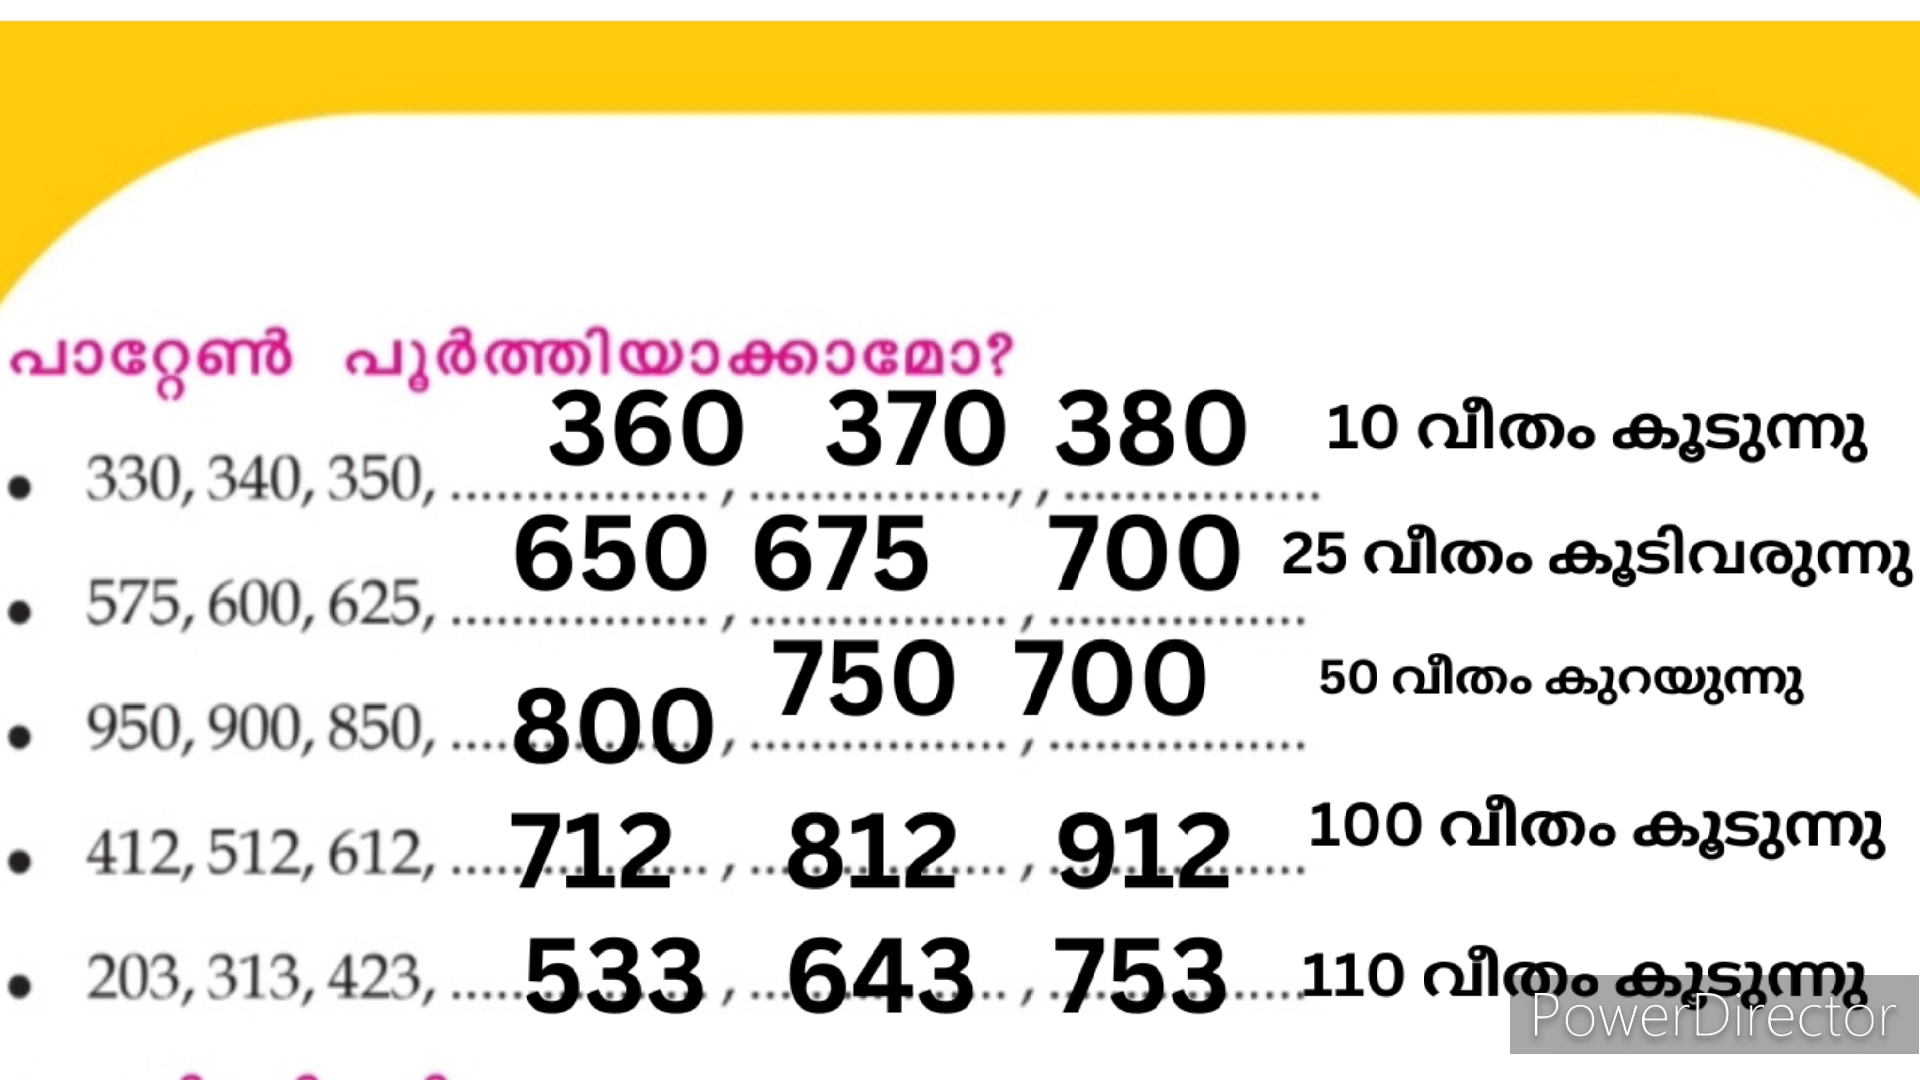 പാറ്റേൺ പൂർത്തിയാക്കാമോ?
330, 340, 350, 360, 370, , 380 10 വീതം കൂടുന്നു
575, 600, 625, 650, 675, 700 25 വീതം കൂടിവരുന്നു
950, 900, 850, 800, 750, 700 50 വീതം കുറയുന്നു
412, 512, 612, 712, 812, 912 100 വീതം കൂടുന്നു
203, 313, 423, 533, 643, 753 110 വീതം കൂടുന്നു
PowerDirector